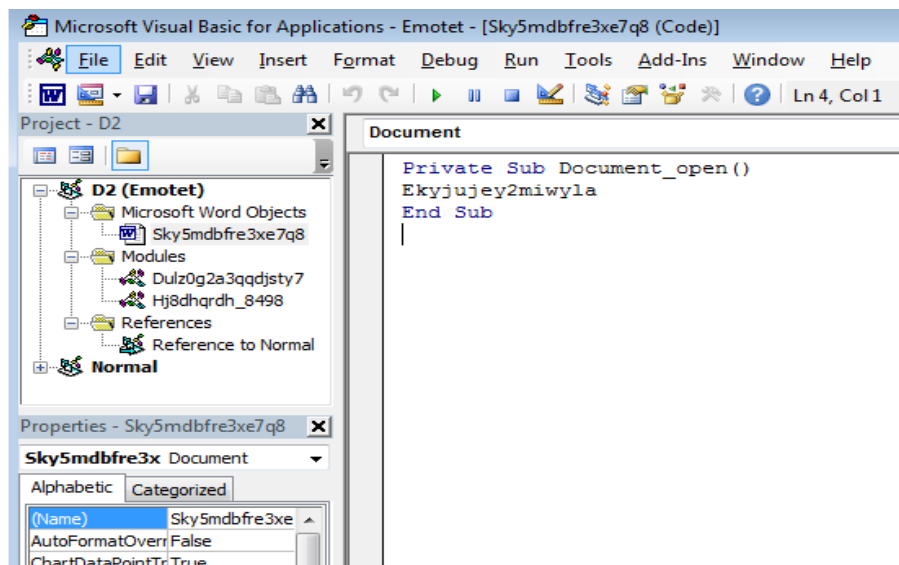 Microsoft Visual Basic for Applications - Emotet - [Sky5mdbfre3xe7q8 (Code)]
File Edit View Insert Format Debug Run Tools Add-Ins Window Help
Ln 4, Col 1
Project - D2
D2 (Emotet)
Microsoft Word Objects
Sky5mdbfre3xe7q8
Modules
Dulz0g2a3qqdjsty7
Hj8dhqrdh_8498
References
Reference to Normal
Normal
Properties - Sky5mdbfre3xe7q8
Sky5mdbfre3x Document
Alphabetic Categorized
(Name) Sky5mdbfre3xe
AutoFormatOverr False
ChartDataPointTr True
Document
Private Sub Document_open()
Ekyjujey2miwyla
End Sub